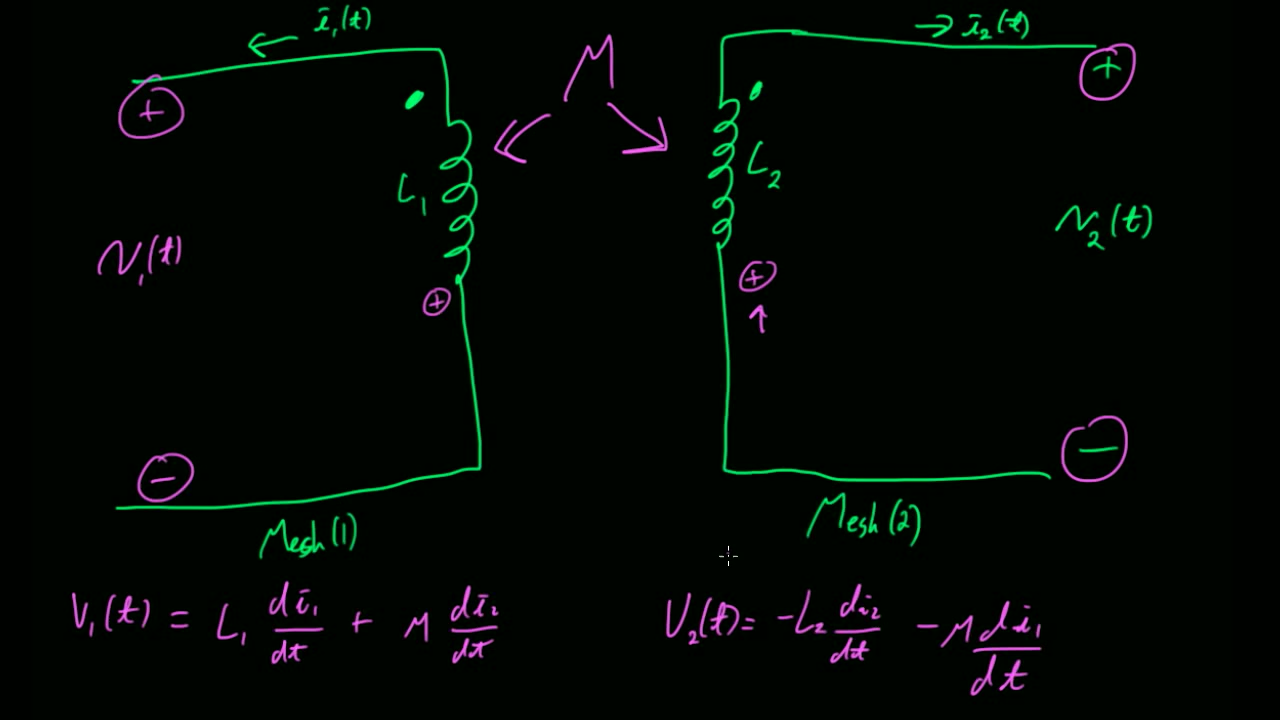 i₁(t)
i₂(t)
M
+
+
L₁
L₂
v₁(t)
v₂(t)
+
+
−
−
Mesh(1)
Mesh(2)
V₁(t) = L₁ di₁/dt + M di₂/dt
V₂(t) = -L₂ di₂/dt - M di₁/dt